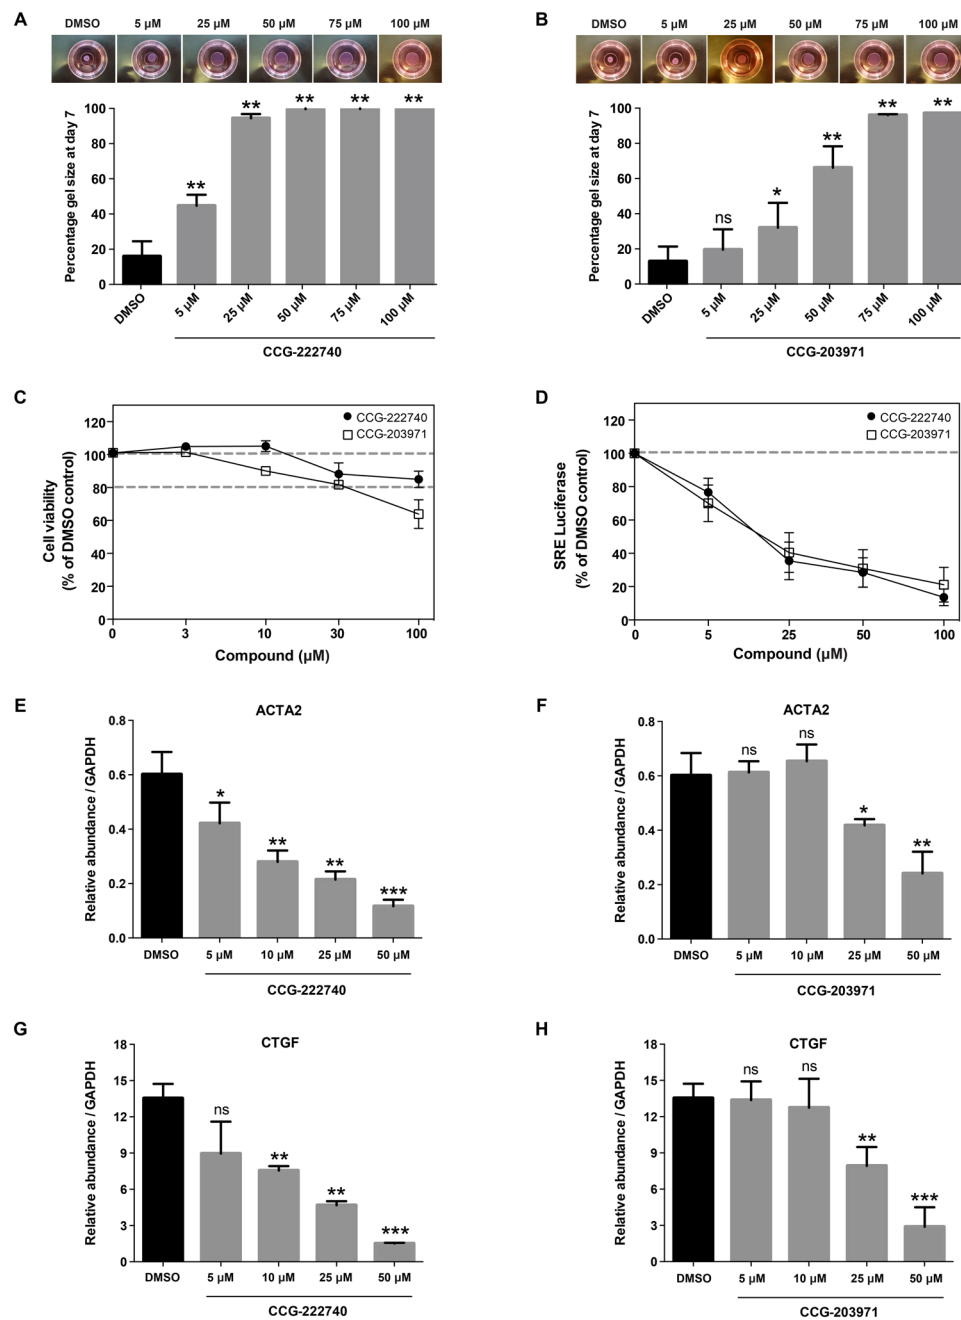 A
DMSO 5 µM 25 µM 50 µM 75 µM 100 µM
Percentage gel size at day 7
100
80
60
40
20
0
** ** ** ** **
DMSO 5 µM 25 µM 50 µM 75 µM 100 µM
CCG-222740
B
DMSO 5 µM 25 µM 50 µM 75 µM 100 µM
Percentage gel size at day 7
100
80
60
40
20
0
ns * ** ** **
DMSO 5 µM 25 µM 50 µM 75 µM 100 µM
CCG-203971
C
Cell viability
(% of DMSO control)
120
100
80
60
40
20
0
CCG-222740
CCG-203971
0 3 10 30 100
Compound (µM)
D
SRE Luciferase
(% of DMSO control)
120
100
80
60
40
20
0
CCG-222740
CCG-203971
0 5 25 50 100
Compound (µM)
E
ACTA2
Relative abundance / GAPDH
0.8
0.6
0.4
0.2
0.0
* ** ** ***
DMSO 5 µM 10 µM 25 µM 50 µM
CCG-222740
F
ACTA2
Relative abundance / GAPDH
0.8
0.6
0.4
0.2
0.0
ns ns * **
DMSO 5 µM 10 µM 25 µM 50 µM
CCG-203971
G
CTGF
Relative abundance / GAPDH
18
15
12
9
6
3
0
ns ** ** ***
DMSO 5 µM 10 µM 25 µM 50 µM
CCG-222740
H
CTGF
Relative abundance / GAPDH
18
15
12
9
6
3
0
ns ns ** ***
DMSO 5 µM 10 µM 25 µM 50 µM
CCG-203971